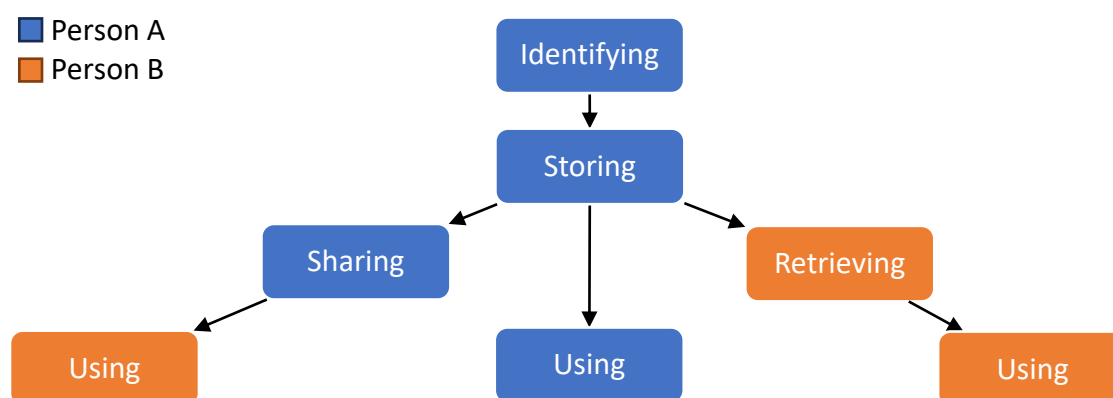 Person A
Person B
Identifying
Storing
Sharing
Retrieving
Using
Using
Using